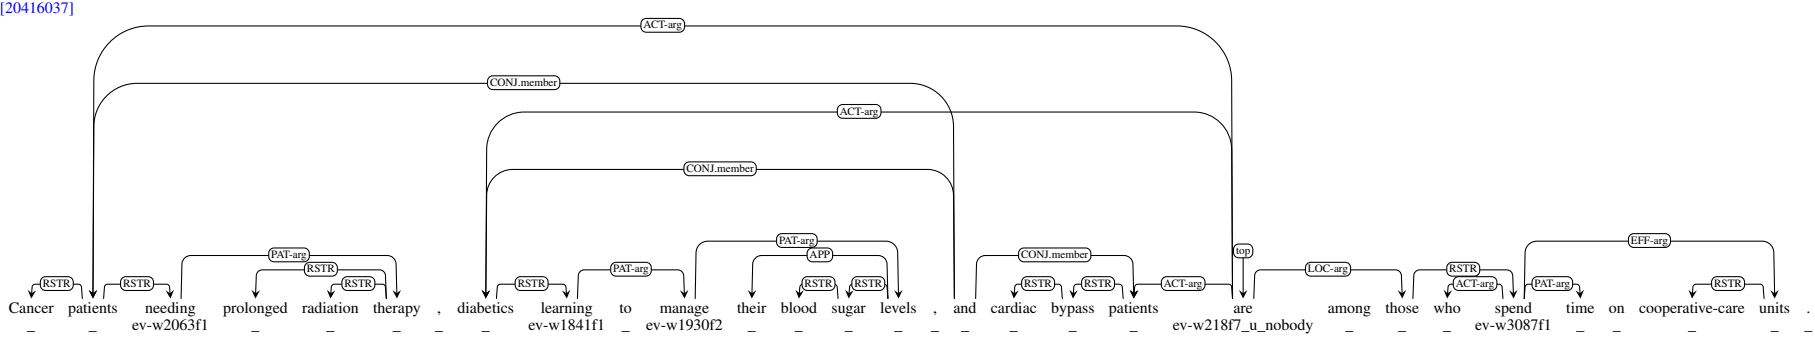 [20416037]
ACT-arg
CONJ.member
ACT-arg
CONJ.member
PAT-arg PAT-arg EFF-arg
RSTR APP CONJ.member top
RSTR RSTR RSTR RSTR PAT-arg RSTR RSTR RSTR RSTR ACT-arg LOC-arg RSTR ACT-arg PAT-arg RSTR
Cancer patients needing prolonged radiation therapy , diabetics learning to manage their blood sugar levels , and cardiac bypass patients are among those who spend time on cooperative-care units .
_ _ ev-w2063f1 _ _ _ _ _ ev-w1841f1 _ ev-w1930f2 _ _ _ _ _ _ _ _ _ ev-w218f7_u_nobody _ _ _ ev-w3087f1 _ _ _ _ _